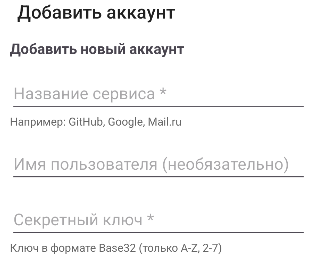 Добавить аккаунт
Добавить новый аккаунт
Название сервиса *
Например: GitHub, Google, Mail.ru
Имя пользователя (необязательно)
Секретный ключ *
Ключ в формате Base32 (только A-Z, 2-7)